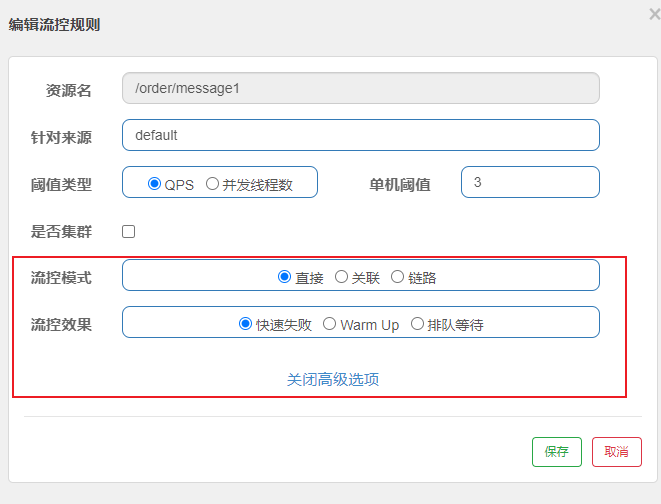 编辑流控规则
资源名 /order/message1
针对来源 default
阈值类型 QPS 并发线程数 单机阈值 3
是否集群
流控模式 直接 关联 链路
流控效果 快速失败 Warm Up 排队等待
关闭高级选项
保存 取消